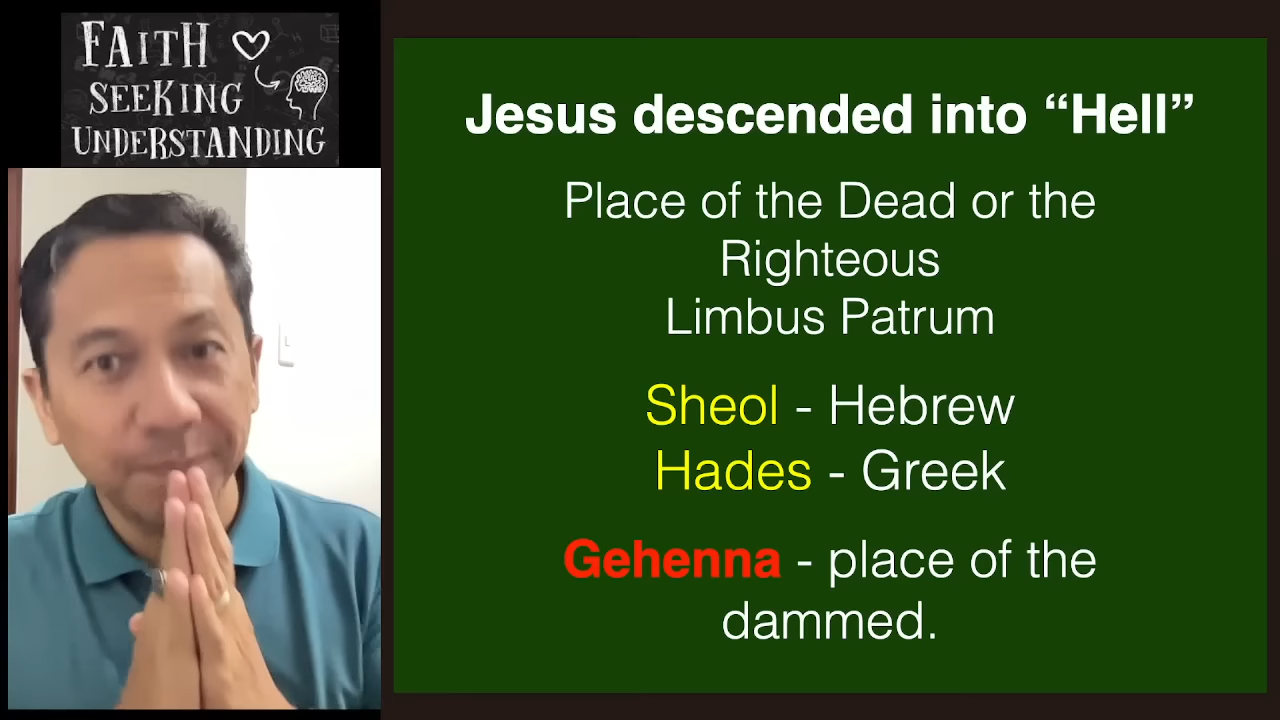 FAITH
SEEKING
UNDERSTANDING
Jesus descended into “Hell”
Place of the Dead or the
Righteous
Limbus Patrum
Sheol - Hebrew
Hades - Greek
Gehenna - place of the
dammed.